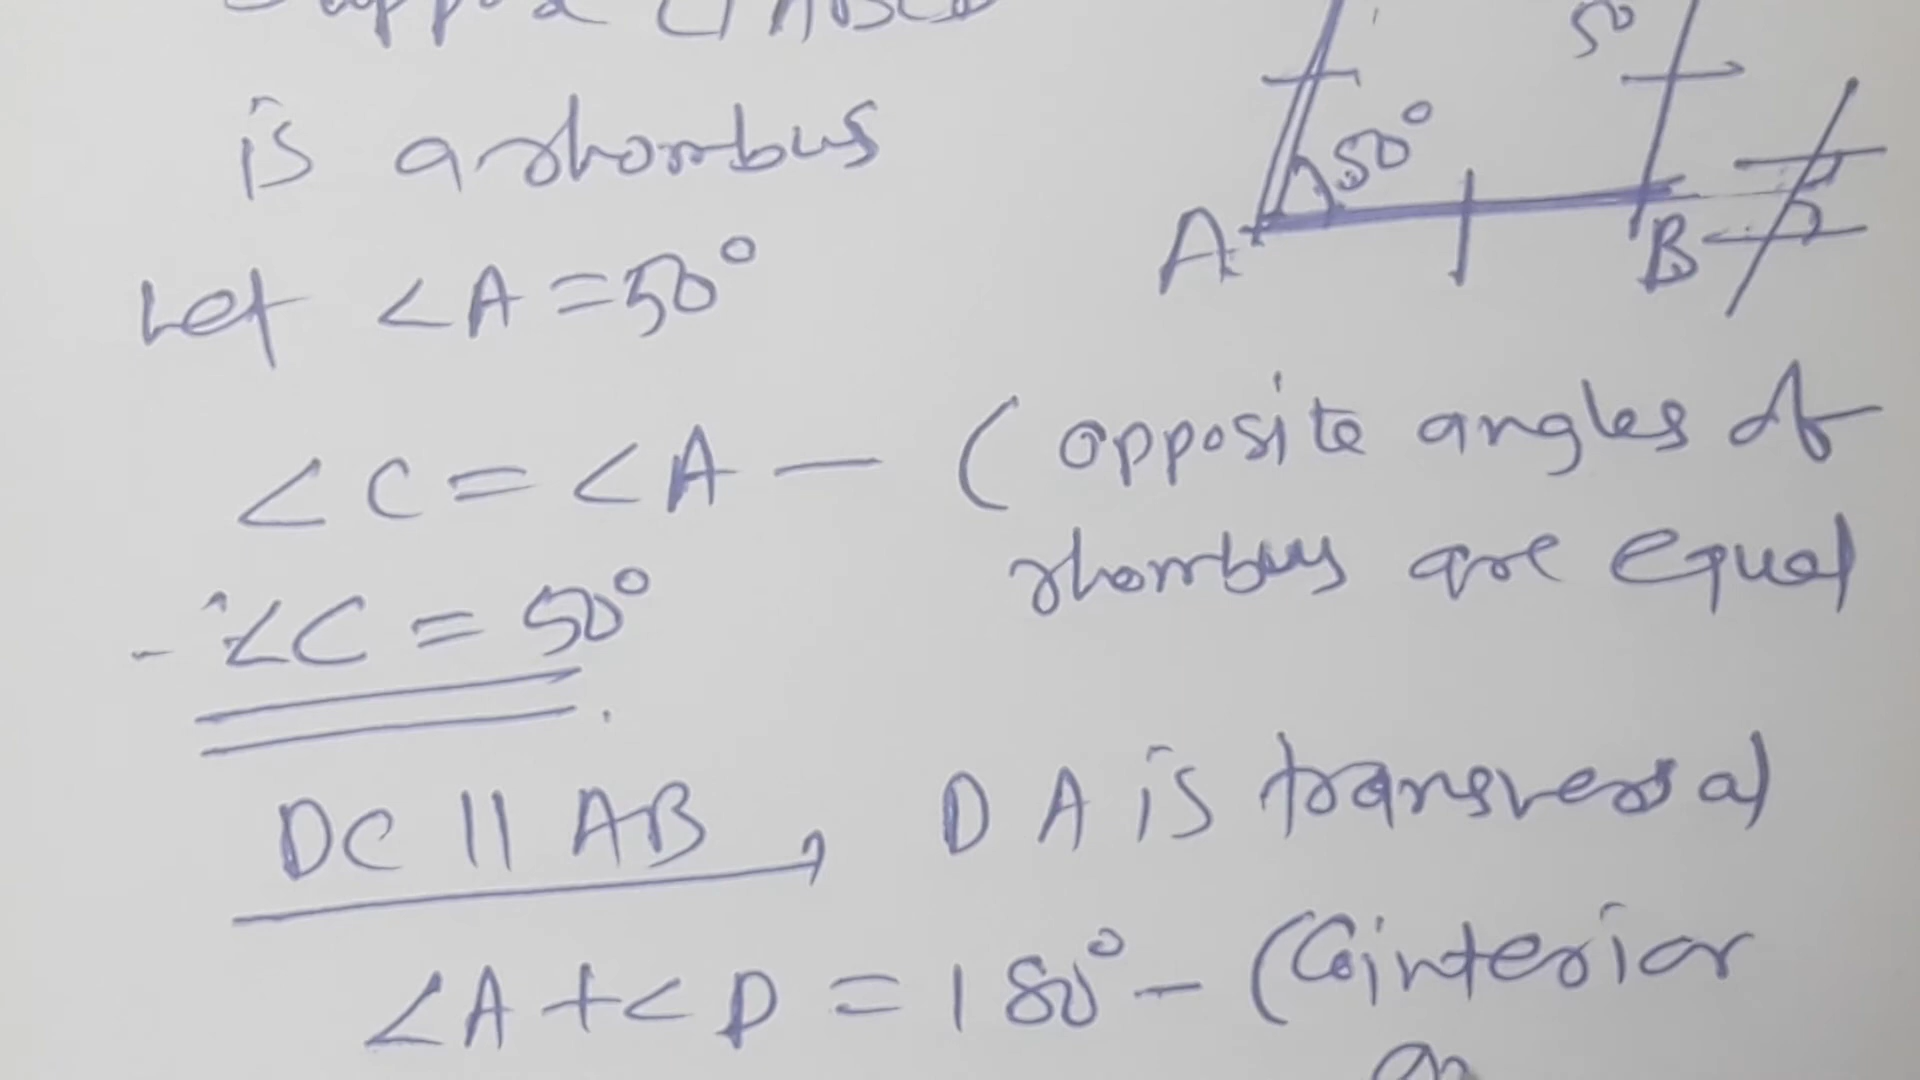 □ ABCD
is a rhombus
50
50°
A
B
Let ∠A = 50°
∠C = ∠A — (opposite angles of
rhombus are equal
∴ ∠C = 50°
DC || AB, DA is transversal
∠A + ∠D = 180° — (Cointerior